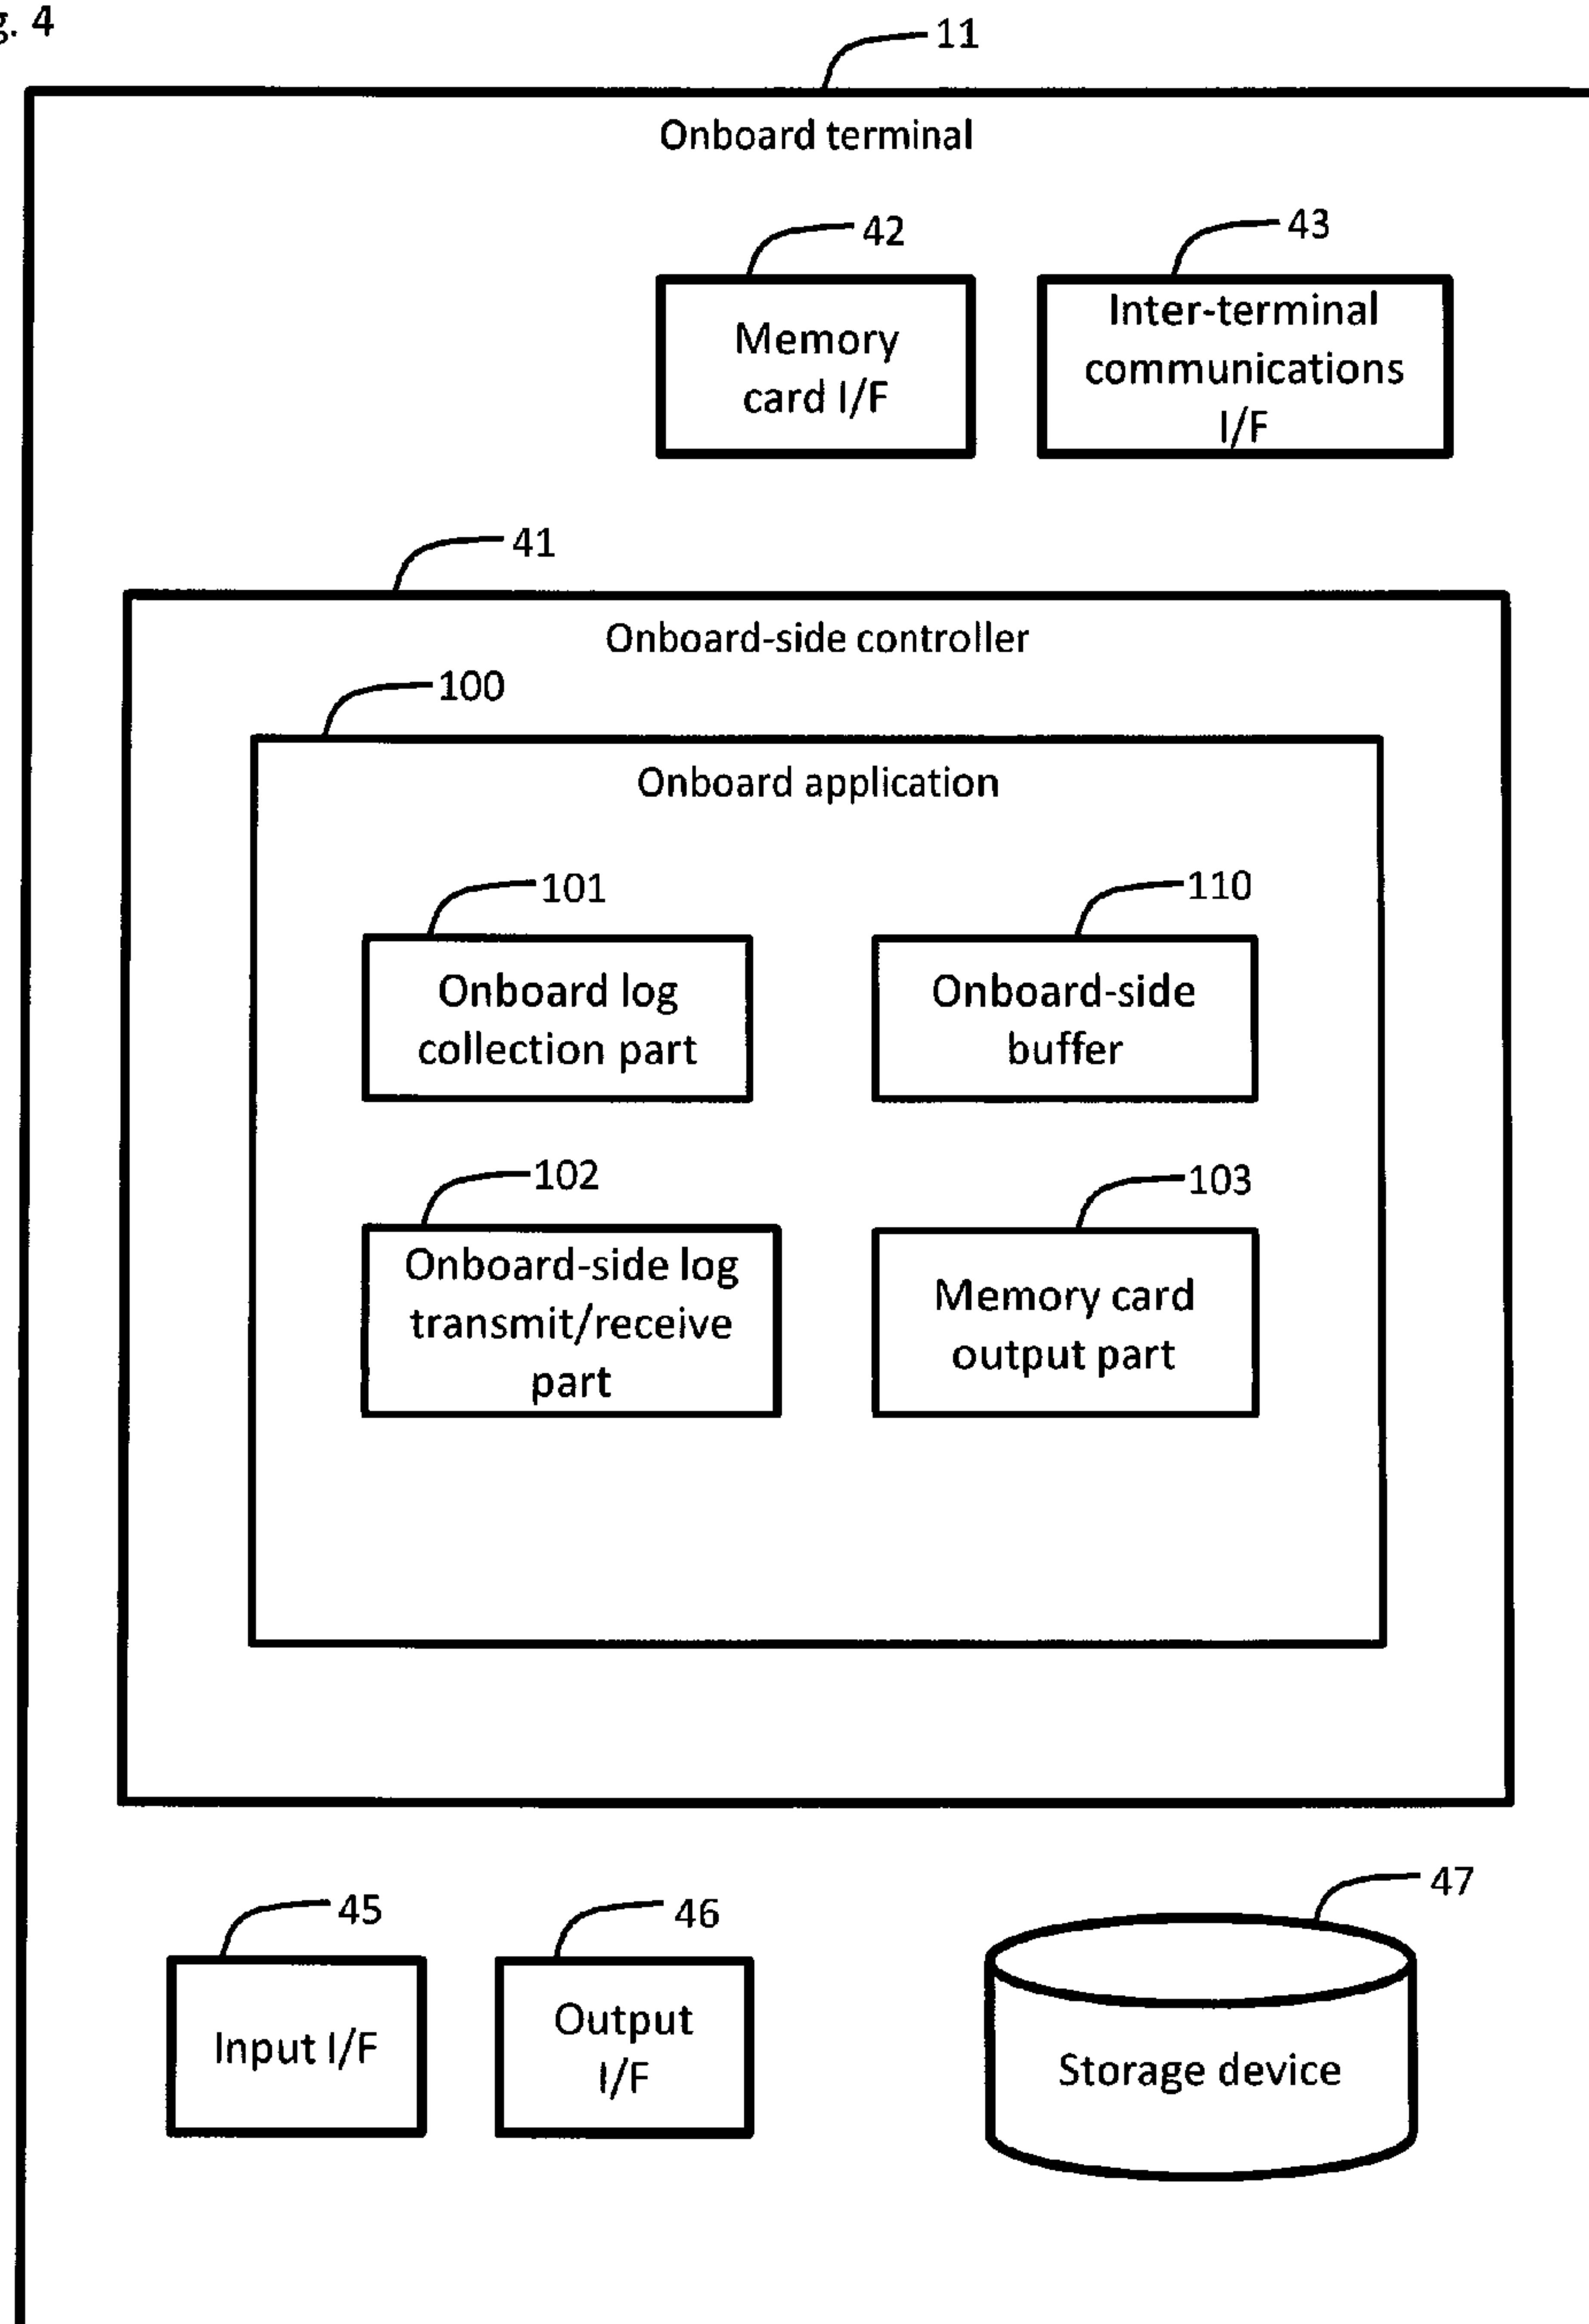 g. 4
11
Onboard terminal
42
43
Memory
card I/F
Inter-terminal
communications
I/F
41
Onboard-side controller
100
Onboard application
101
110
Onboard log
collection part
Onboard-side
buffer
102
103
Onboard-side log
transmit/receive
part
Memory card
output part
45
46
47
Input I/F
Output
I/F
Storage device